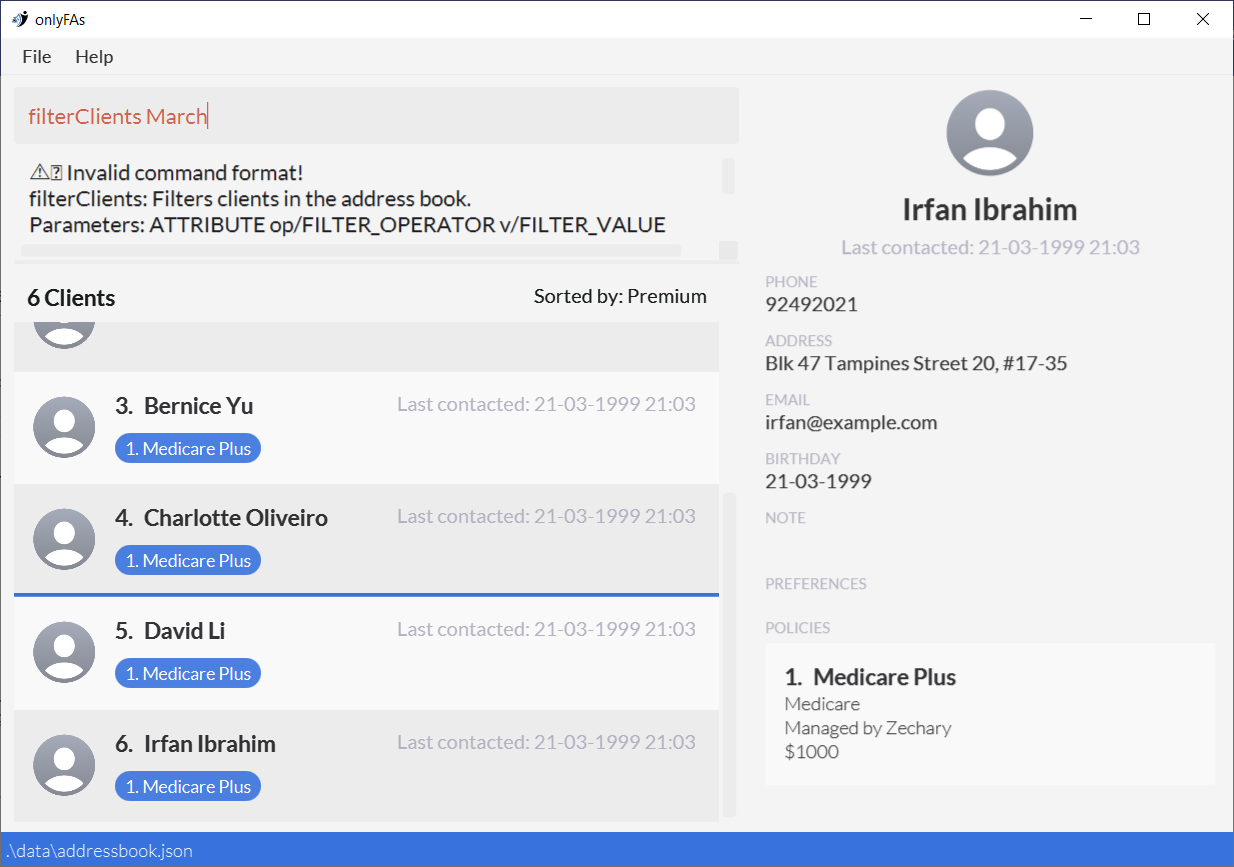 onlyFAs
File Help
filterClients March
⚠ Invalid command format!
filterClients: Filters clients in the address book.
Parameters: ATTRIBUTE op/FILTER_OPERATOR v/FILTER_VALUE
6 Clients
Sorted by: Premium
3. Bernice Yu
Last contacted: 21-03-1999 21:03
1. Medicare Plus
4. Charlotte Oliveiro
Last contacted: 21-03-1999 21:03
1. Medicare Plus
5. David Li
Last contacted: 21-03-1999 21:03
1. Medicare Plus
6. Irfan Ibrahim
Last contacted: 21-03-1999 21:03
1. Medicare Plus
Irfan Ibrahim
Last contacted: 21-03-1999 21:03
PHONE
92492021
ADDRESS
Blk 47 Tampines Street 20, #17-35
EMAIL
irfan@example.com
BIRTHDAY
21-03-1999
NOTE
PREFERENCES
POLICIES
1. Medicare Plus
Medicare
Managed by Zechary
$1000
.\data\addressbook.json